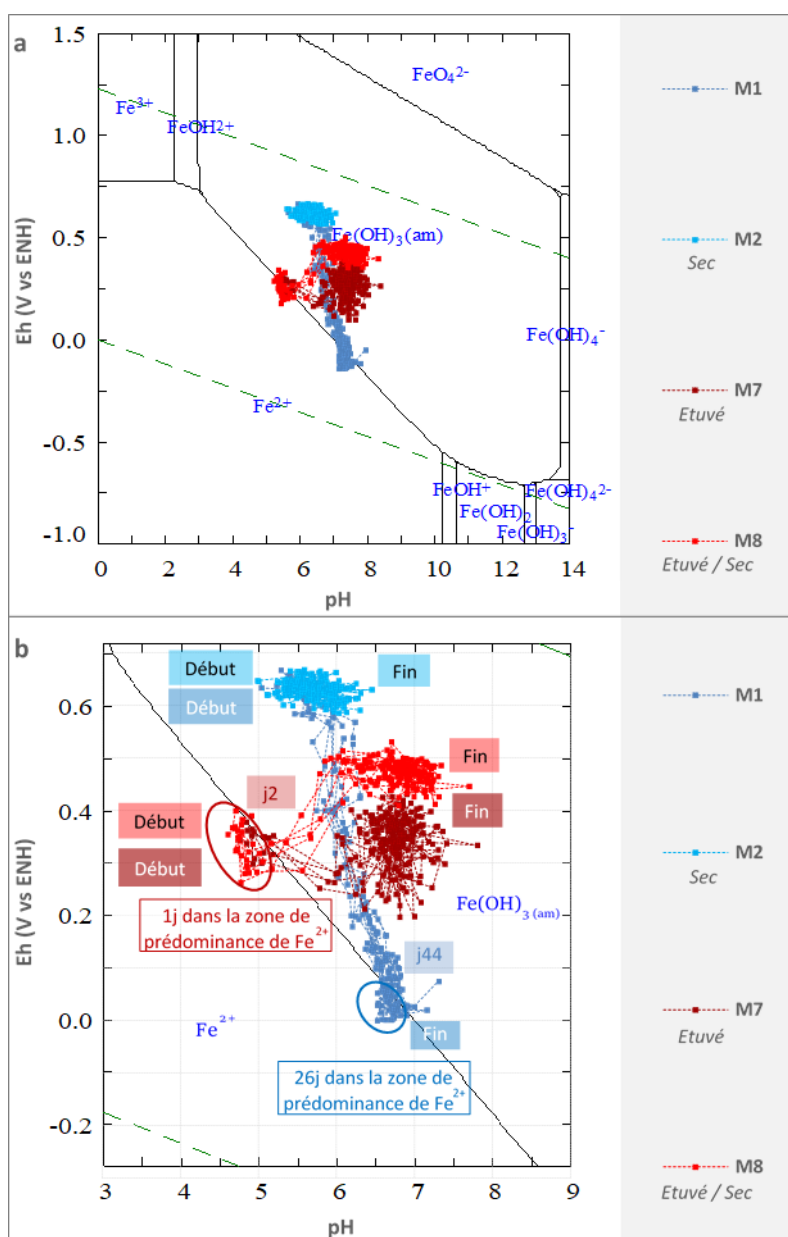 a
1.5
1.0
0.5
0.0
-0.5
-1.0
Eh (V vs ENH)
0 2 4 6 8 10 12 14
pH
Fe³⁺
FeOH²⁺
FeO₄²⁻
Fe(OH)₃(am)
Fe(OH)₄⁻
Fe²⁺
FeOH⁺
Fe(OH)₄²⁻
Fe(OH)₂
Fe(OH)₃⁻
M1
M2
Sec
M7
Etuvé
M8
Etuvé / Sec
b
0.6
0.4
0.2
0.0
-0.2
Eh (V vs ENH)
3 4 5 6 7 8 9
pH
Début
Fin
Début
Fin
j2
Début
Fin
Début
1j dans la zone de
prédominance de Fe²⁺
Fe(OH)₃ (am)
j44
Fe²⁺
Fin
26j dans la zone de
prédominance de Fe²⁺
M1
M2
Sec
M7
Etuvé
M8
Etuvé / Sec